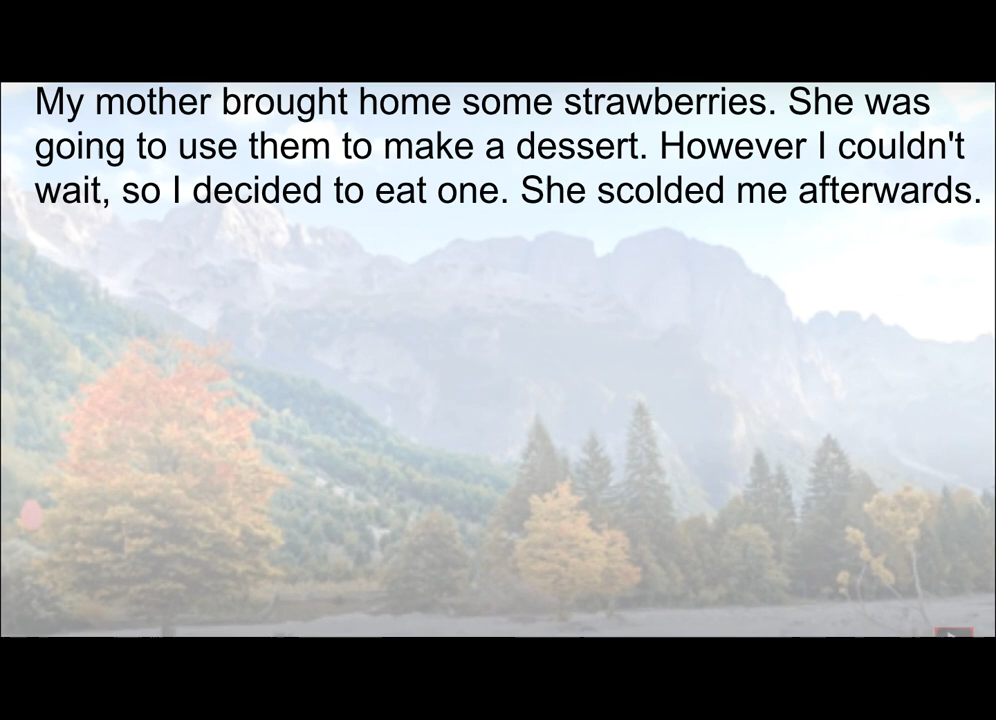 My mother brought home some strawberries. She was
going to use them to make a dessert. However I couldn't
wait, so I decided to eat one. She scolded me afterwards.